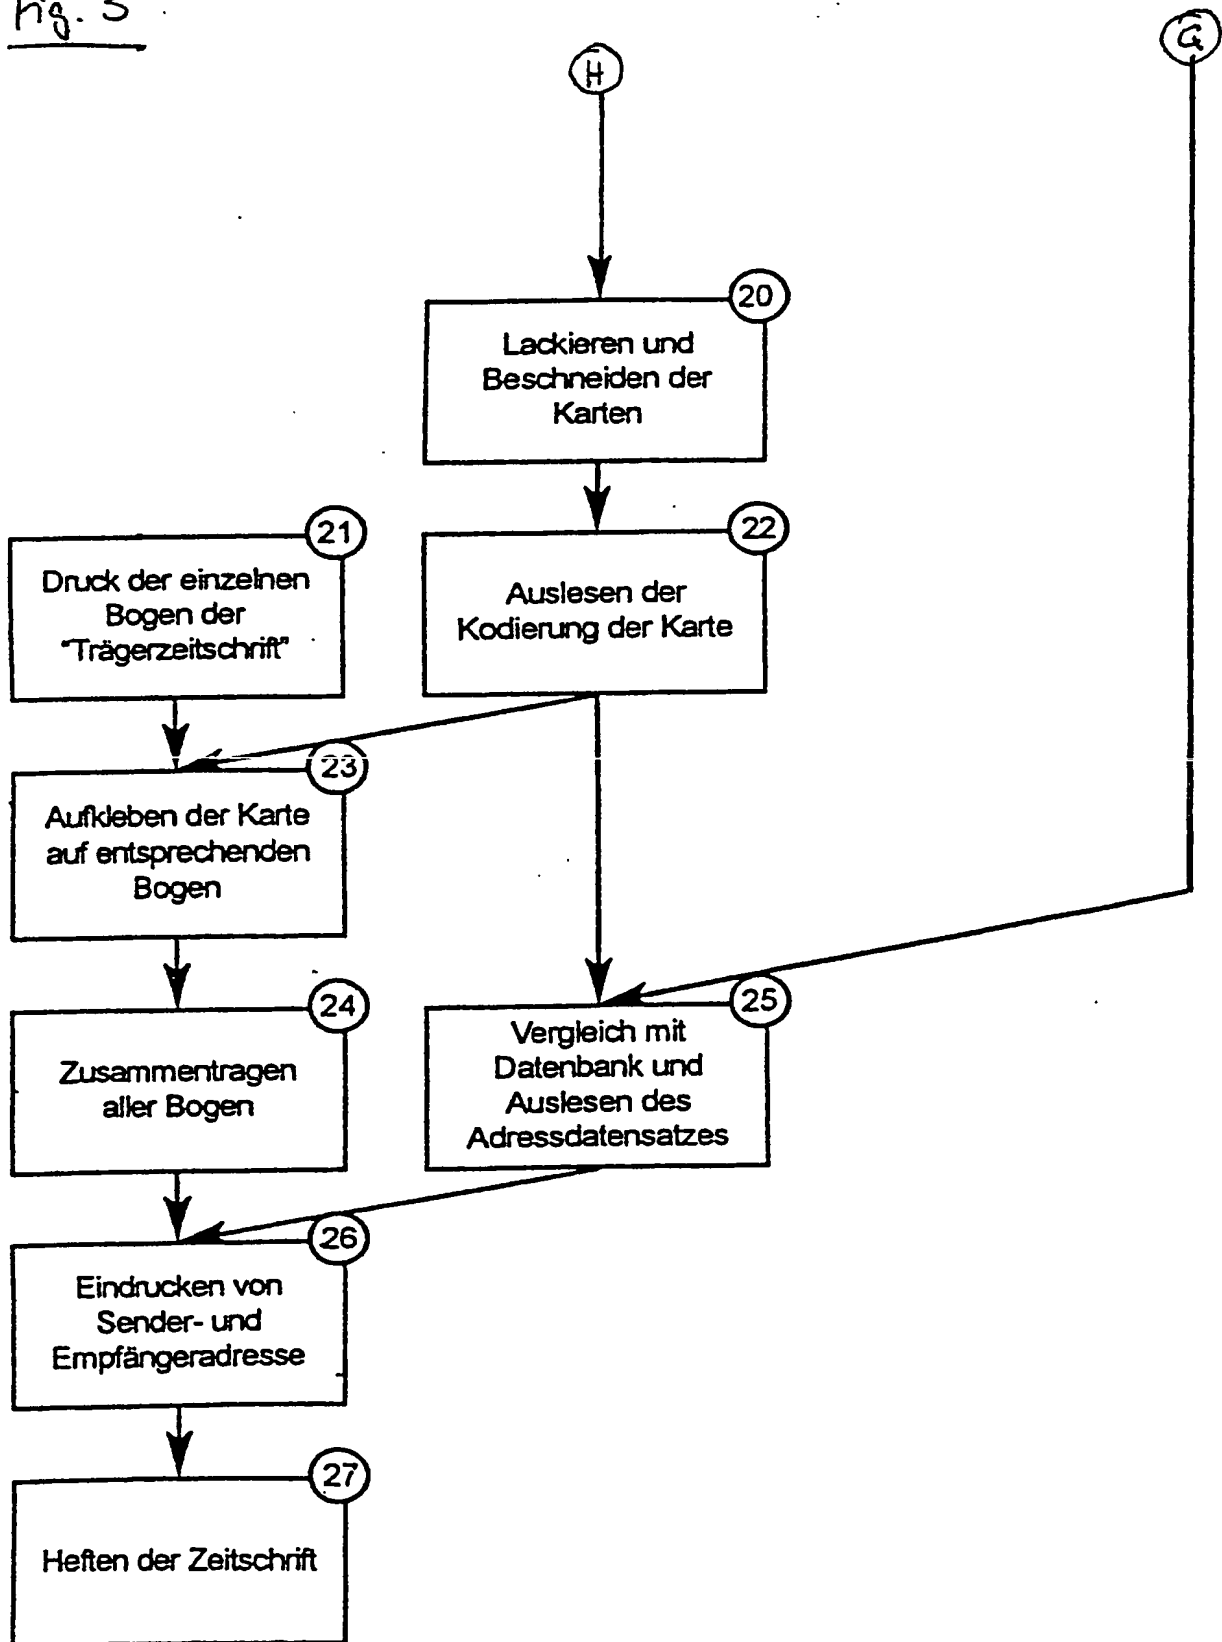 Fig. 5
H
G
20
Lackieren und
Beschneiden der
Karten
21
Druck der einzelnen
Bogen der
"Trägerzeitschrift"
22
Auslesen der
Kodierung der Karte
23
Aufkleben der Karte
auf entsprechenden
Bogen
24
Zusammentragen
aller Bogen
25
Vergleich mit
Datenbank und
Auslesen des
Adressdatensatzes
26
Eindrucken von
Sender- und
Empfängeradresse
27
Heften der Zeitschrift